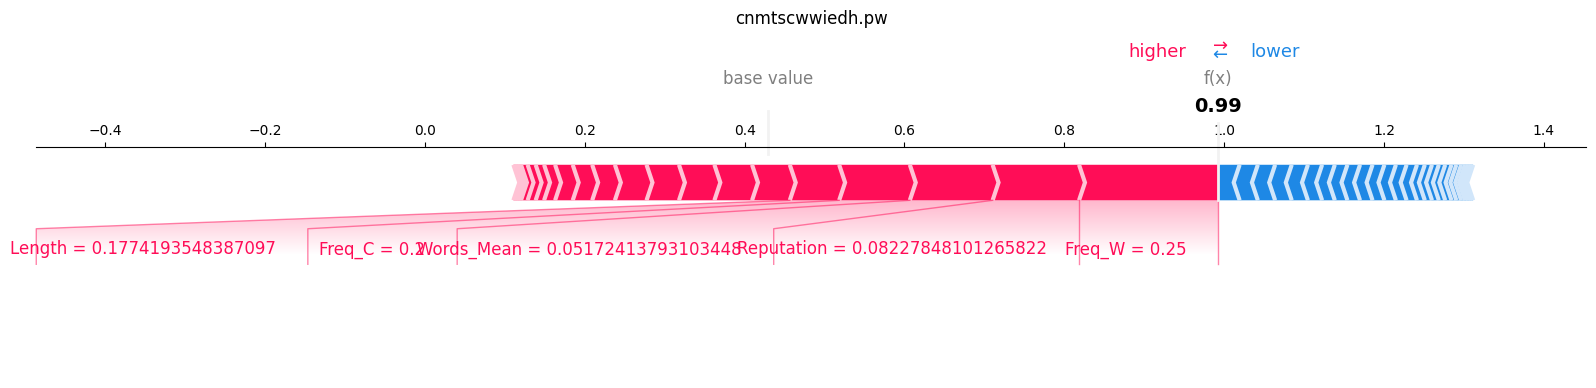 cnmtscwwiedh.pw
higher → ← lower
base value f(x)
0.99
−0.4 −0.2 0.0 0.2 0.4 0.6 0.8 1.0 1.2 1.4
Length = 0.1774193548387097 Freq_C = 0.2 Words_Mean = 0.05172413793103448 Reputation = 0.08227848101265822 Freq_W = 0.25